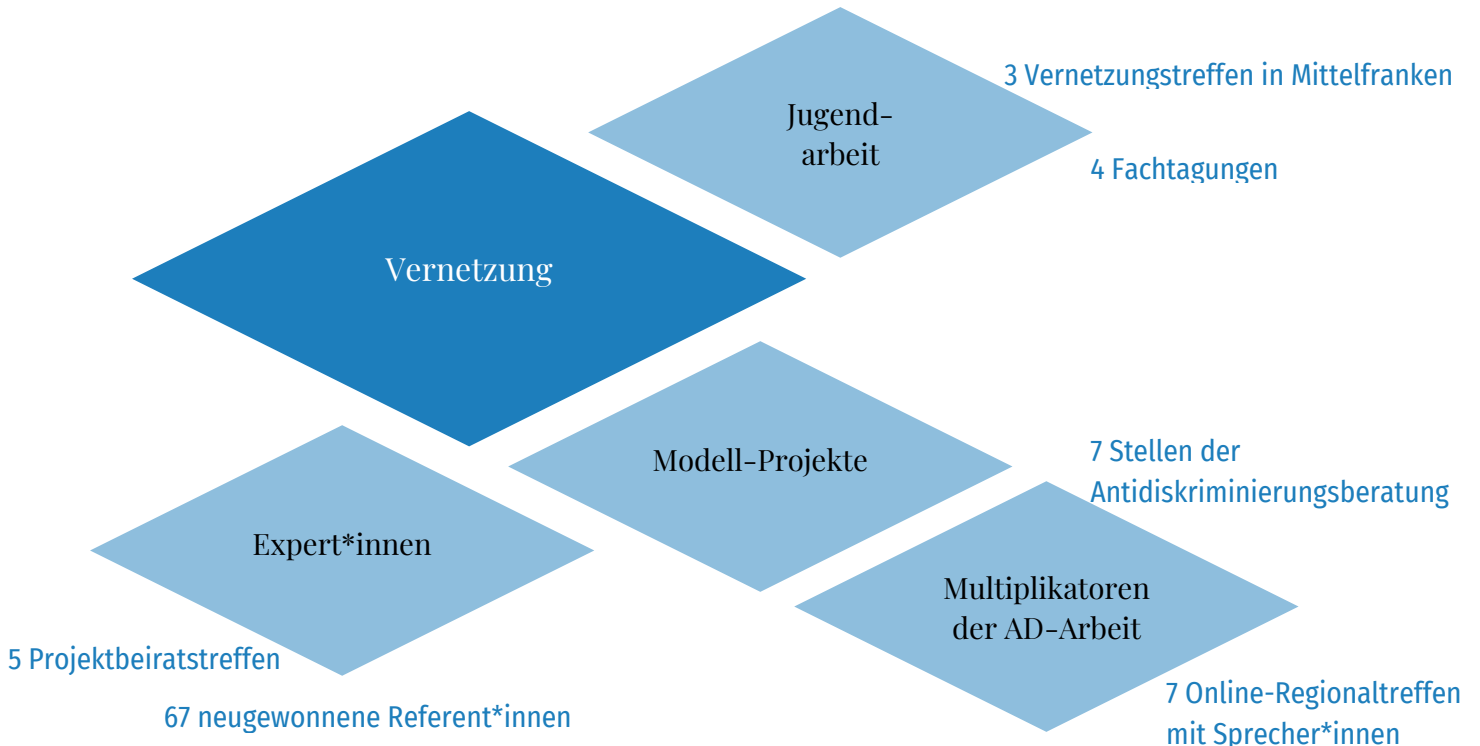 3 Vernetzungstreffen in Mittelfranken
Jugend-
arbeit
4 Fachtagungen
Vernetzung
Modell-Projekte
7 Stellen der
Antidiskriminierungsberatung
Expert*innen
Multiplikatoren
der AD-Arbeit
5 Projektbeiratstreffen
67 neugewonnene Referent*innen
7 Online-Regionaltreffen
mit Sprecher*innen